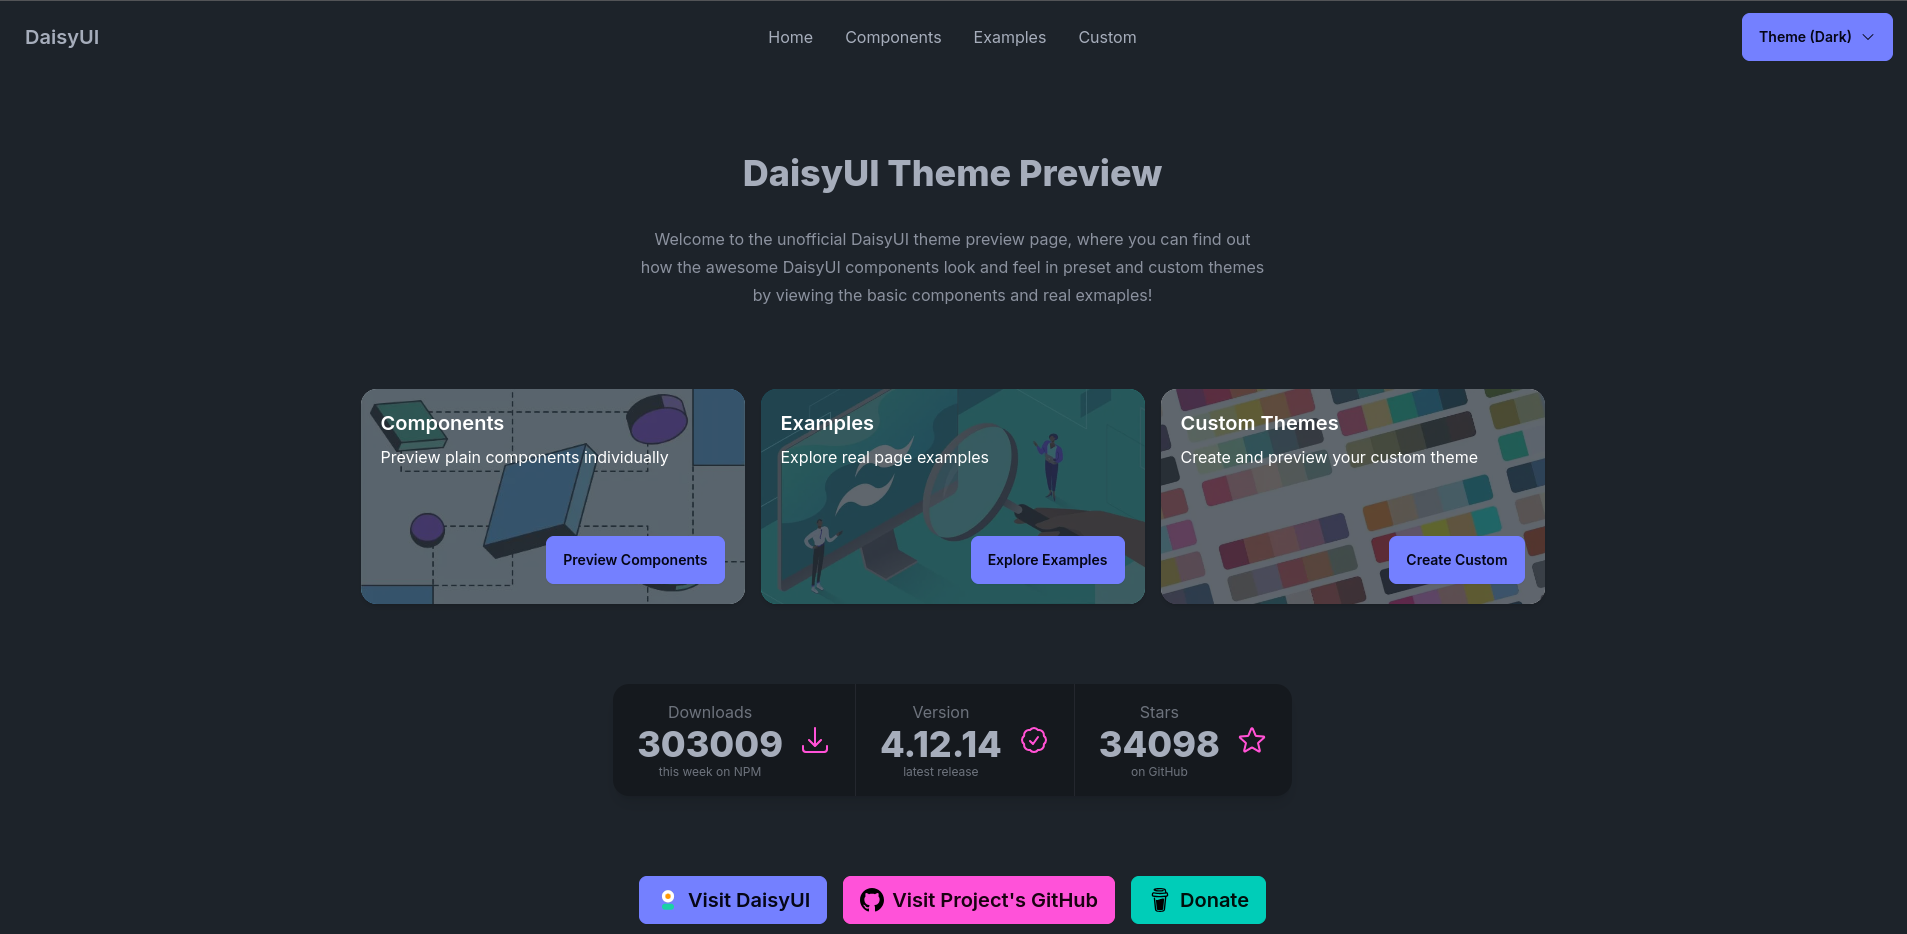 DaisyUI
Home
Components
Examples
Custom
Theme (Dark)
DaisyUI Theme Preview
Welcome to the unofficial DaisyUI theme preview page, where you can find out
how the awesome DaisyUI components look and feel in preset and custom themes
by viewing the basic components and real exmaples!
Components
Preview plain components individually
Preview Components
Examples
Explore real page examples
Explore Examples
Custom Themes
Create and preview your custom theme
Create Custom
Downloads
303009
this week on NPM
Version
4.12.14
latest release
Stars
34098
on GitHub
Visit DaisyUI
Visit Project's GitHub
Donate